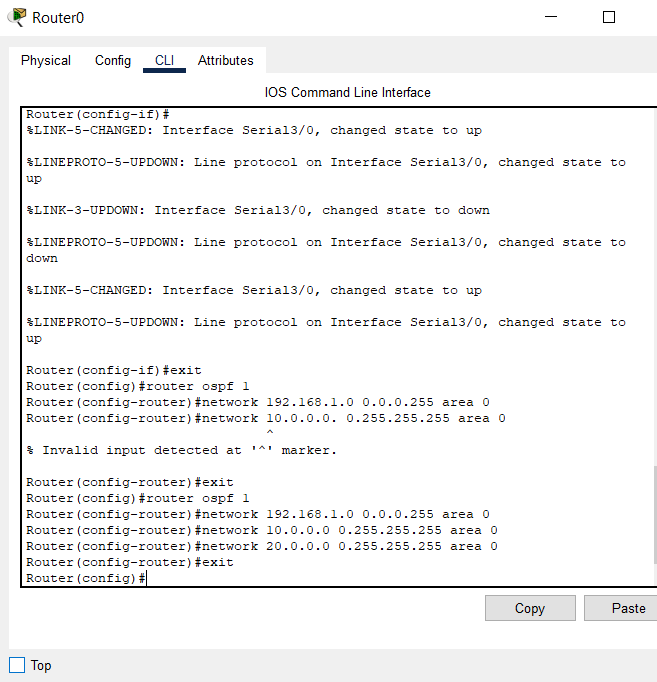 Router0
Physical Config CLI Attributes
IOS Command Line Interface
Router(config-if)#
%LINK-5-CHANGED: Interface Serial3/0, changed state to up
%LINEPROTO-5-UPDOWN: Line protocol on Interface Serial3/0, changed state to
up
%LINK-3-UPDOWN: Interface Serial3/0, changed state to down
%LINEPROTO-5-UPDOWN: Line protocol on Interface Serial3/0, changed state to
down
%LINK-5-CHANGED: Interface Serial3/0, changed state to up
%LINEPROTO-5-UPDOWN: Line protocol on Interface Serial3/0, changed state to
up
Router(config-if)#exit
Router(config)#router ospf 1
Router(config-router)#network 192.168.1.0 0.0.0.255 area 0
Router(config-router)#network 10.0.0.0. 0.255.255.255 area 0
^
% Invalid input detected at '^' marker.
Router(config-router)#exit
Router(config)#router ospf 1
Router(config-router)#network 192.168.1.0 0.0.0.255 area 0
Router(config-router)#network 10.0.0.0 0.255.255.255 area 0
Router(config-router)#network 20.0.0.0 0.255.255.255 area 0
Router(config-router)#exit
Router(config)#
Copy Paste
Top